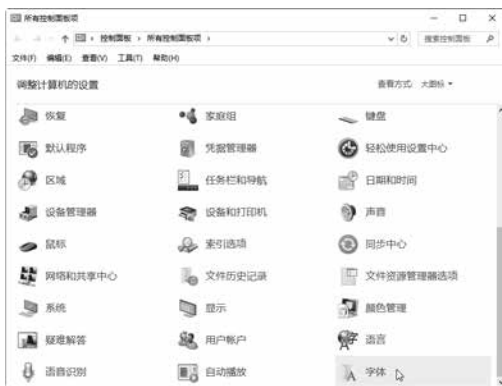 所有控制面板项
控制面板 所有控制面板项
搜索控制面板
文件(F) 编辑(E) 查看(V) 工具(T) 帮助(H)
调整计算机的设置
查看方式: 大图标
恢复 家庭组 键盘
默认程序 凭据管理器 轻松使用设置中心
区域 任务栏和导航 日期和时间
设备管理器 设备和打印机 声音
鼠标 索引选项 同步中心
网络和共享中心 文件历史记录 文件资源管理器选项
系统 显示 颜色管理
疑难解答 用户帐户 语言
语音识别 自动播放 字体